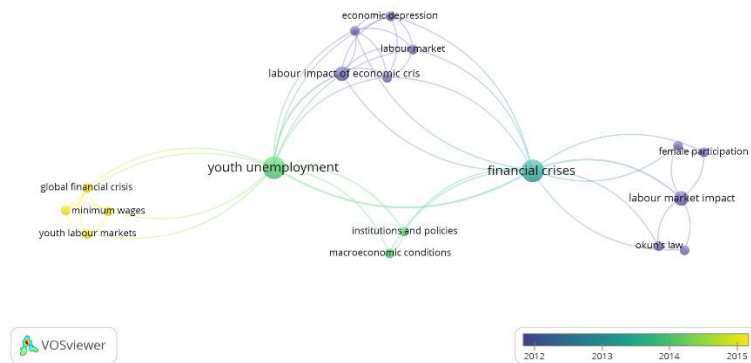 economic depression
labour market
labour impact of economic cris
female participation
youth unemployment
financial crises
global financial crisis
labour market impact
minimum wages
institutions and policies
youth labour markets
okun's law
macroeconomic conditions
VOSviewer
2012 2013 2014 2015